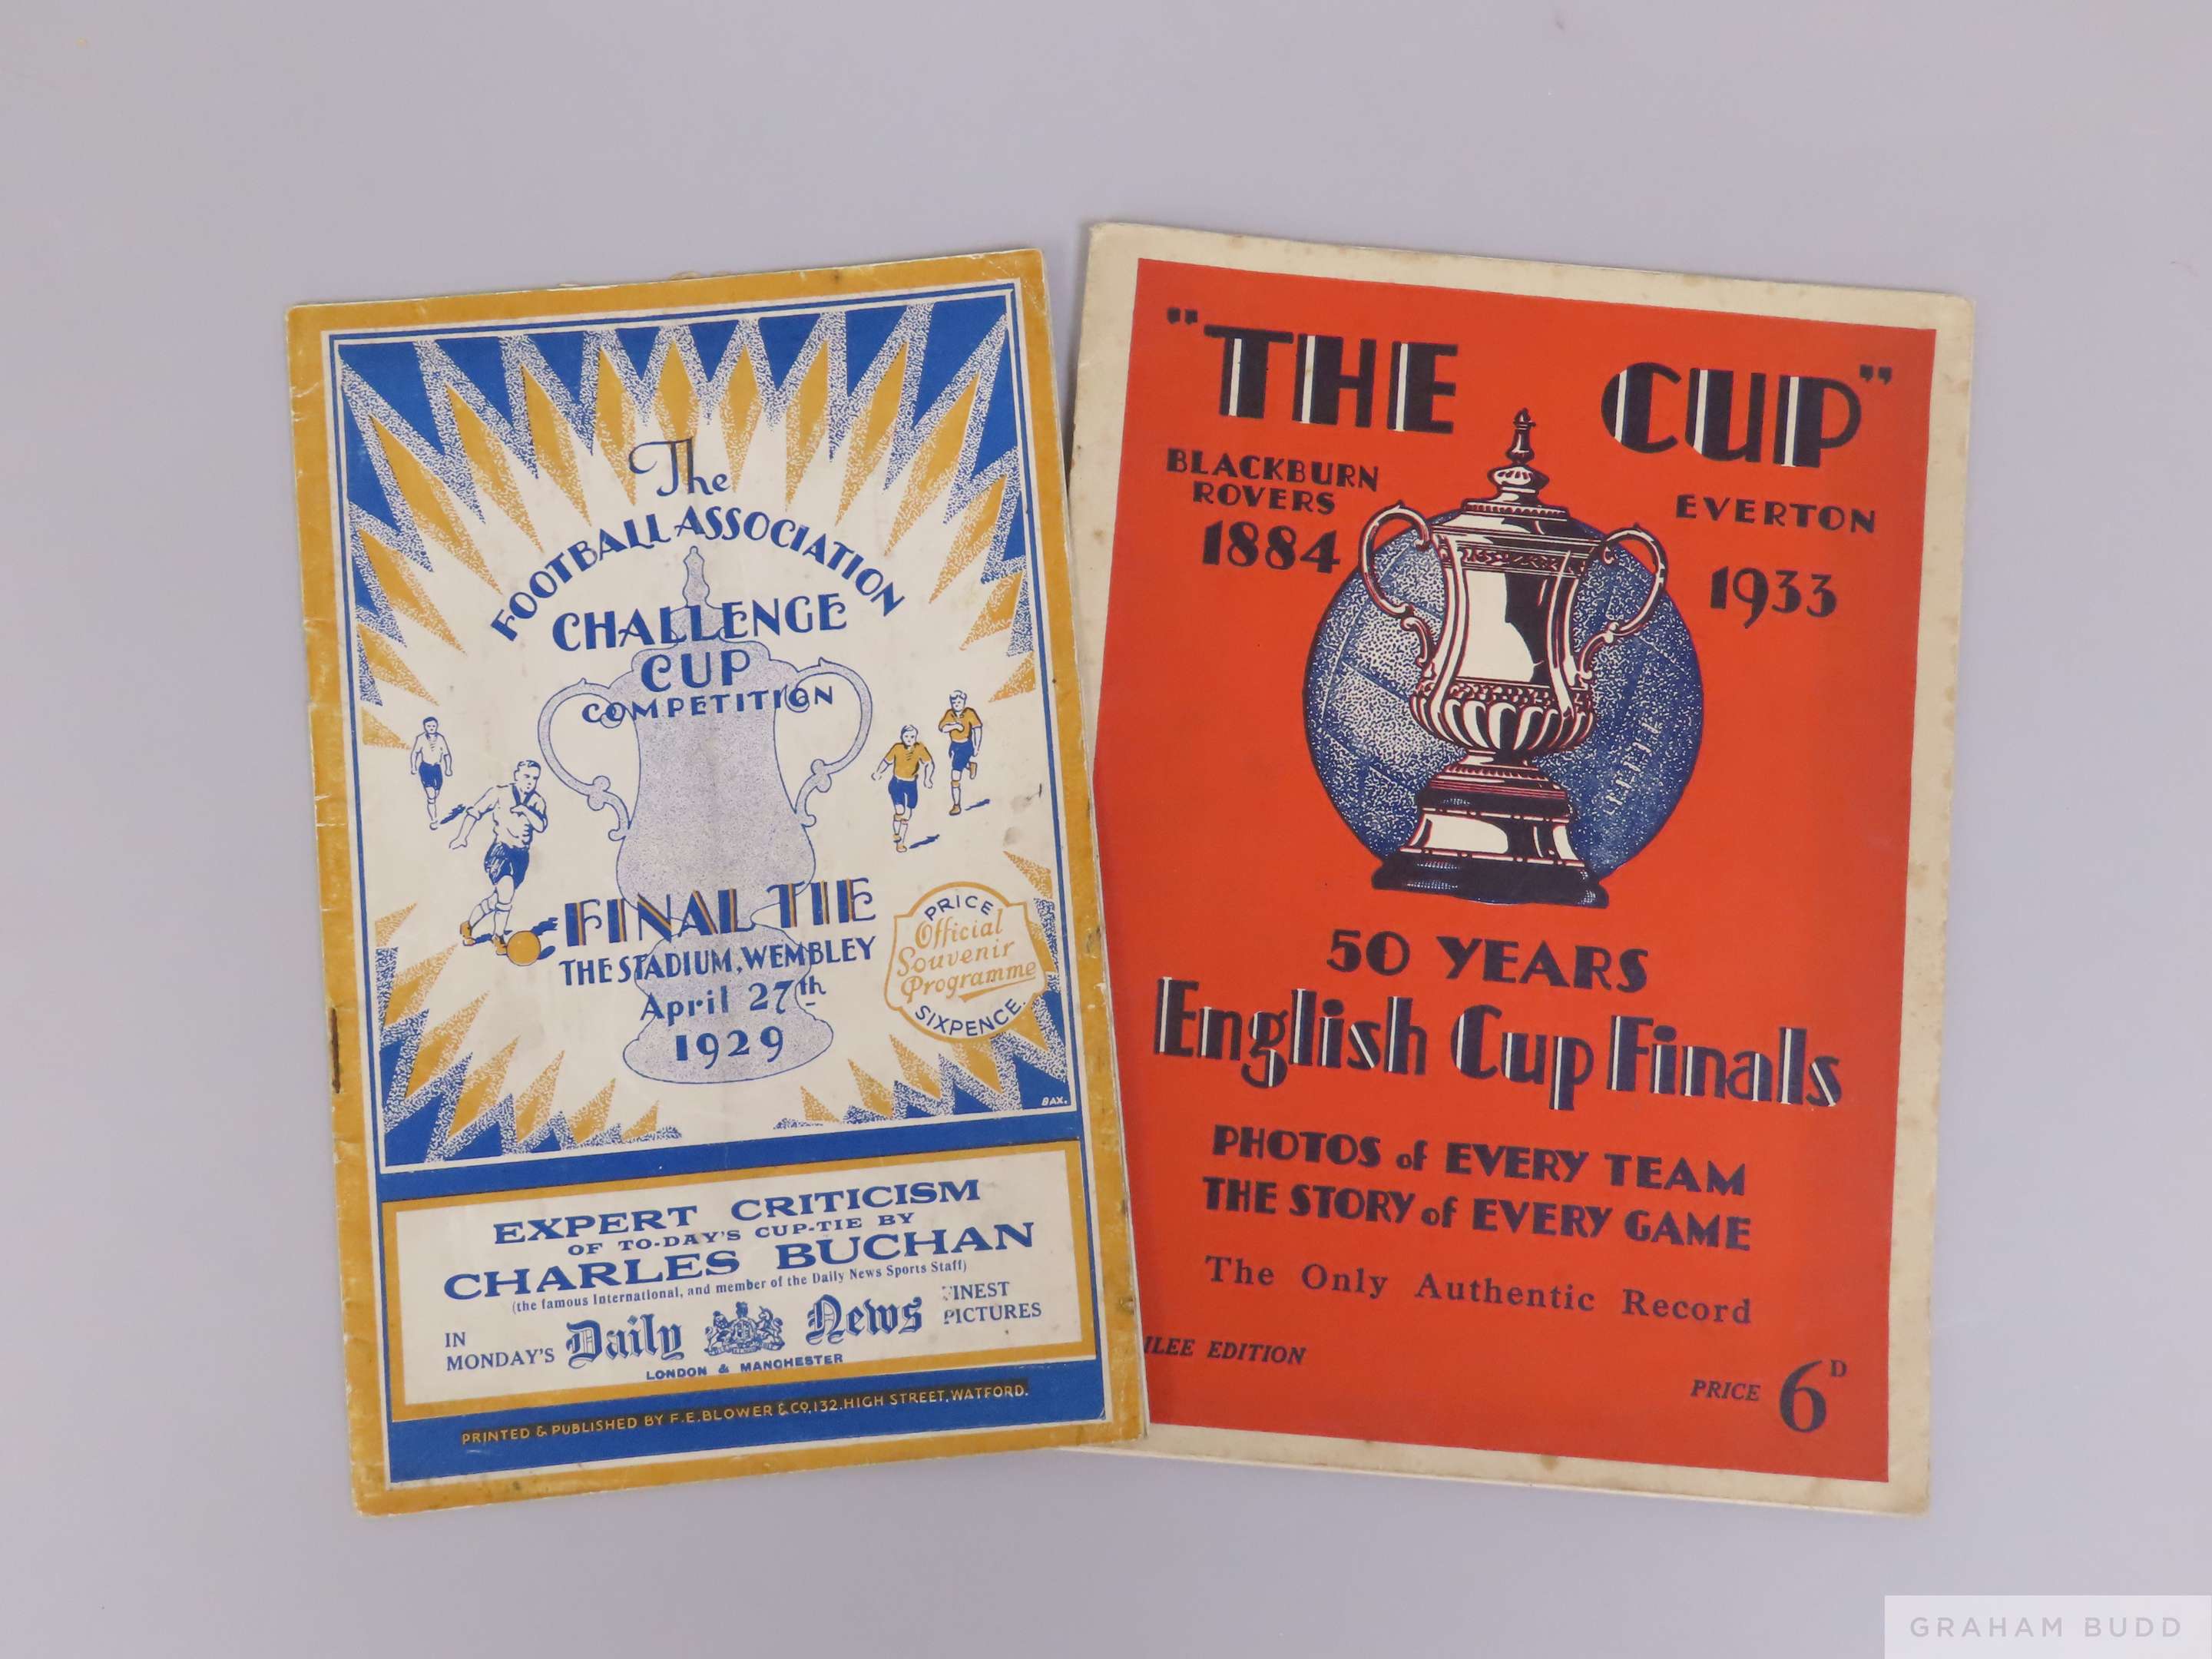 The
FOOTBALL ASSOCIATION
CHALLENGE
CUP
COMPETITION
FINAL TIE
THE STADIUM, WEMBLEY
April 27th
1929
PRICE
Official
Souvenir
Programme
SIXPENCE.
BAX.
EXPERT CRITICISM
OF TO-DAY'S CUP-TIE BY
CHARLES BUCHAN
(the famous International, and member of the Daily News Sports Staff)
IN
MONDAY'S
Daily News
FINEST
PICTURES
LONDON & MANCHESTER
PRINTED & PUBLISHED BY F.E.BLOWER & CO, 132, HIGH STREET, WATFORD.
"THE CUP"
BLACKBURN
ROVERS
1884
EVERTON
1933
50 YEARS
English Cup Finals
PHOTOS of EVERY TEAM
THE STORY of EVERY GAME
The Only Authentic Record
ILEE EDITION
PRICE 6D
GRAHAM BUDD